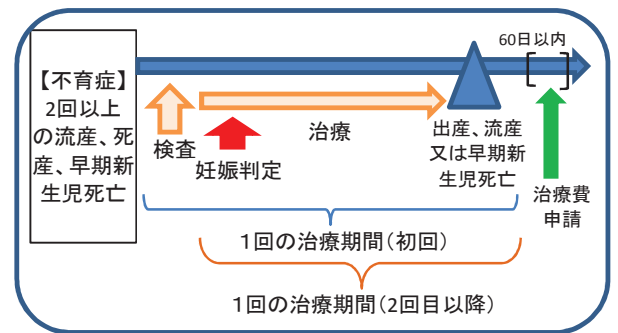 60日以内
【不育症】
2回以上
の流産、死
産、早期新
生児死亡
検査
妊娠判定
治療
出産、流産
又は早期新
生児死亡
治療費
申請
1回の治療期間(初回)
1回の治療期間(2回目以降)